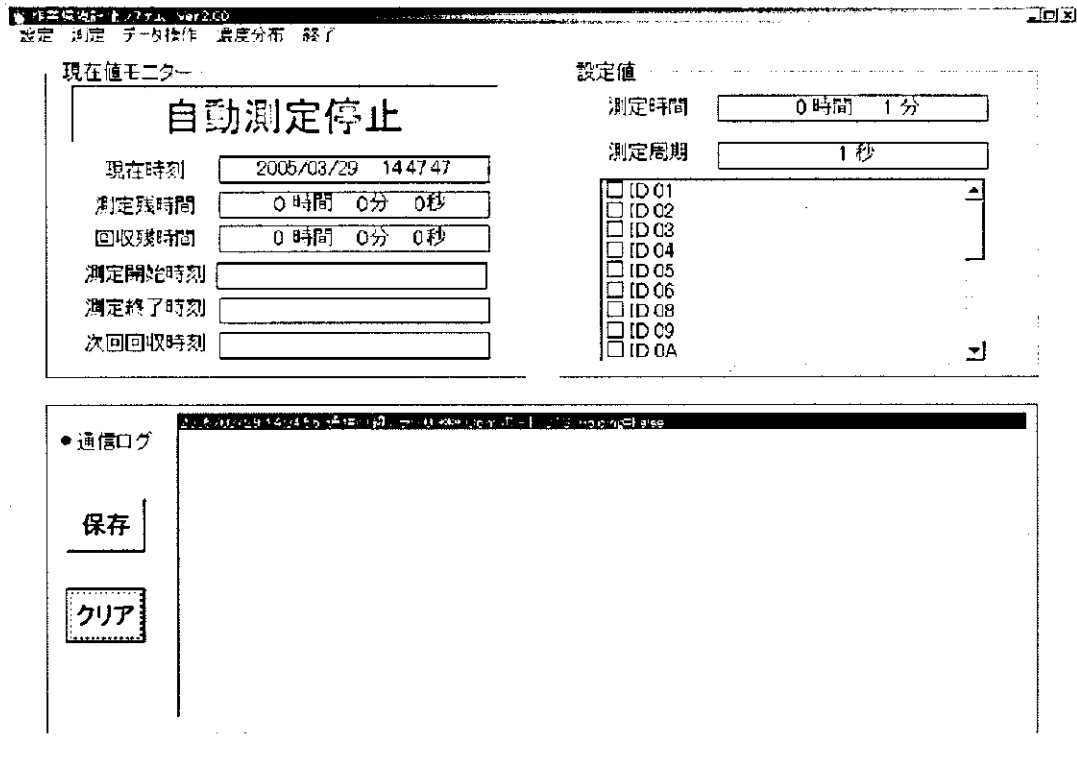 Ver2.00
設定 測定 データ操作 濃度分布 終了
現在値モニター
自動測定停止
現在時刻 2005/03/29 14:47:47
測定残時間 0 時間 0分 0秒
回収残時間 0 時間 0分 0秒
測定開始時刻
測定終了時刻
次回回収時刻
設定値
測定時間 0 時間 1 分
測定周期 1 秒
ID 01
ID 02
ID 03
ID 04
ID 05
ID 06
ID 08
ID 09
ID 0A
●通信ログ
保存
クリア